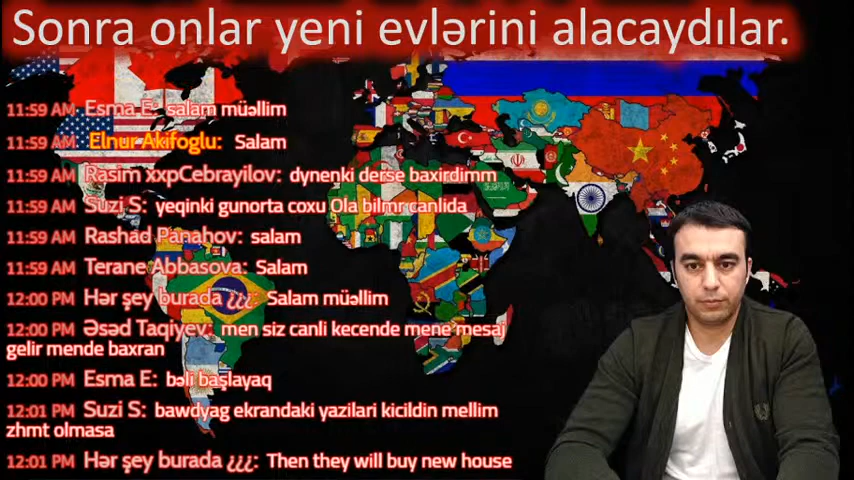 Sonra onlar yeni evlərini alacaydılar.
11:59 AM Esma E: salam müəllim
11:59 AM Elnur Akifoglu: Salam
11:59 AM Rasim xxpCebrayilov: dynenki derse baxirdimm
11:59 AM Suzi S: yeqinki gunorta coxu Ola bilmr canlida
11:59 AM Rashad Panahov: salam
11:59 AM Terane Abbasova: Salam
12:00 PM Hər şey burada ¿¿¿: Salam müəllim
12:00 PM Əsəd Taqiyev: men siz canli kecende mene mesaj
gelir mende baxran
12:00 PM Esma E: bəli başlayaq
12:01 PM Suzi S: bawdyag ekrandaki yazilari kicildin mellim
zhmt olmasa
12:01 PM Hər şey burada ¿¿¿: Then they will buy new house